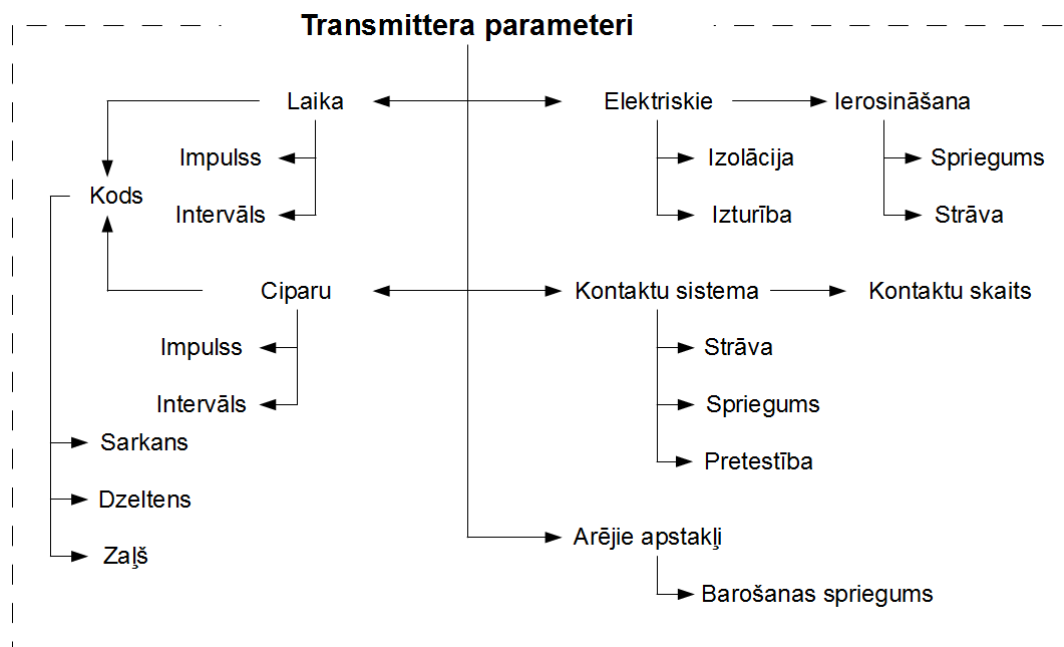 Transmittera parameteri
Laika
Elektriskie
Ierosināšana
Impulss
Izolācija
Spriegums
Kods
Intervāls
Izturība
Strāva
Ciparu
Kontaktu sistema
Kontaktu skaits
Impulss
Strāva
Intervāls
Spriegums
Sarkans
Pretestība
Dzeltens
Arējie apstakļi
Zaļš
Barošanas spriegums